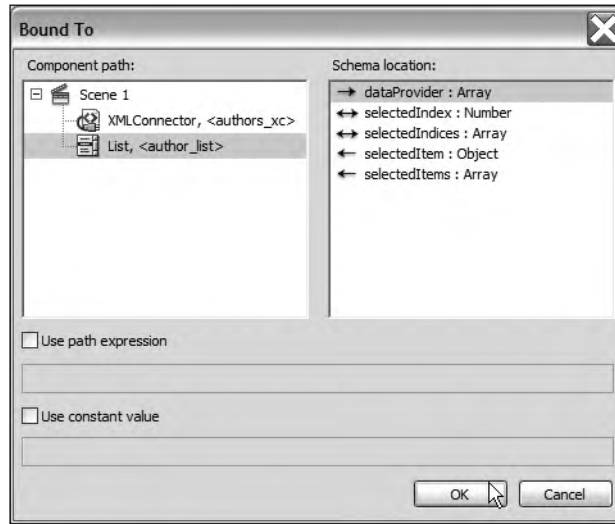 Bound To
Component path:
Scene 1
XMLConnector, <authors_xc>
List, <author_list>
Schema location:
dataProvider : Array
selectedIndex : Number
selectedIndices : Array
selectedItem : Object
selectedItems : Array
Use path expression
Use constant value
OK
Cancel